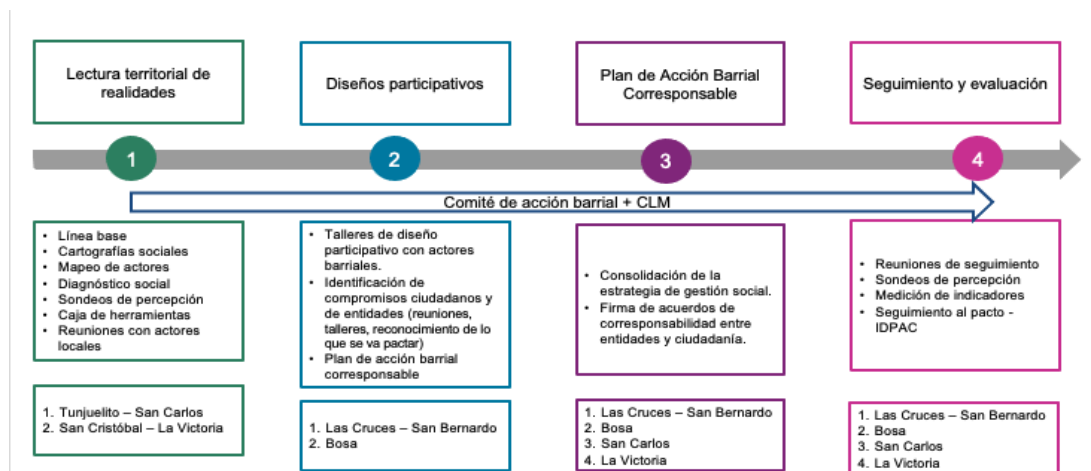 Lectura territorial de
realidades
Diseños participativos
Plan de Acción Barrial
Corresponsable
Seguimiento y evaluación
1
2
3
4
Comité de acción barrial + CLM
• Línea base
• Cartografías sociales
• Mapeo de actores
• Diagnóstico social
• Sondeos de percepción
• Caja de herramientas
• Reuniones con actores
locales
• Talleres de diseño
participativo con actores
barriales.
• Identificación de
compromisos ciudadanos y
de entidades (reuniones,
talleres, reconocimiento de lo
que se va pactar)
• Plan de acción barrial
corresponsable
• Consolidación de la
estrategia de gestión social.
• Firma de acuerdos de
corresponsabilidad entre
entidades y ciudadanía.
• Reuniones de seguimiento
• Sondeos de percepción
• Medición de indicadores
• Seguimiento al pacto -
IDPAC
1. Tunjuelito – San Carlos
2. San Cristóbal – La Victoria
1. Las Cruces – San Bernardo
2. Bosa
1. Las Cruces – San Bernardo
2. Bosa
3. San Carlos
4. La Victoria
1. Las Cruces – San Bernardo
2. Bosa
3. San Carlos
4. La Victoria